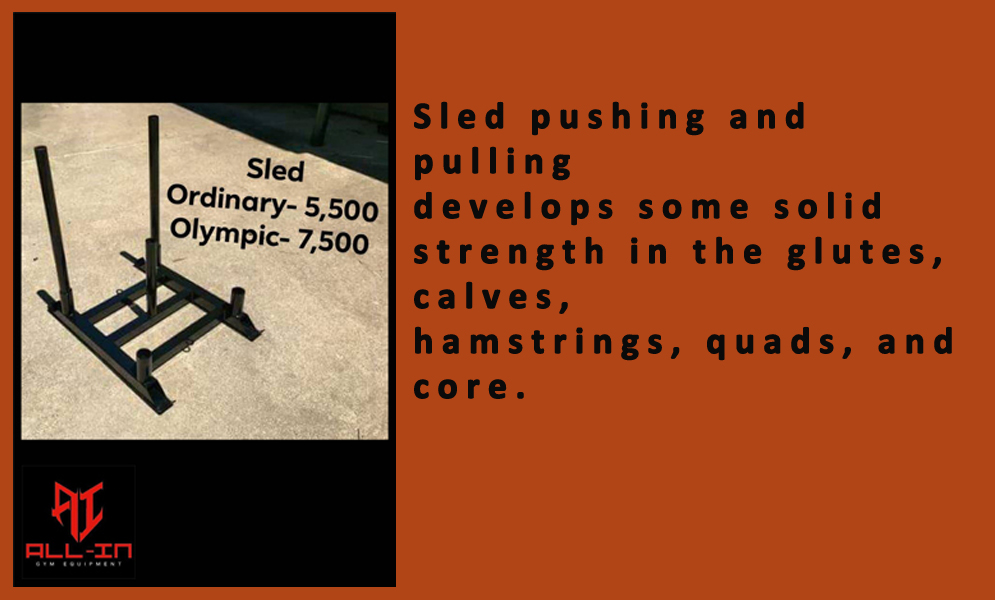 Sled
Ordinary- 5,500
Olympic- 7,500
ALL-IN
GYM EQUIPMENT
Sled pushing and
pulling
develops some solid
strength in the glutes,
calves,
hamstrings, quads, and
core.